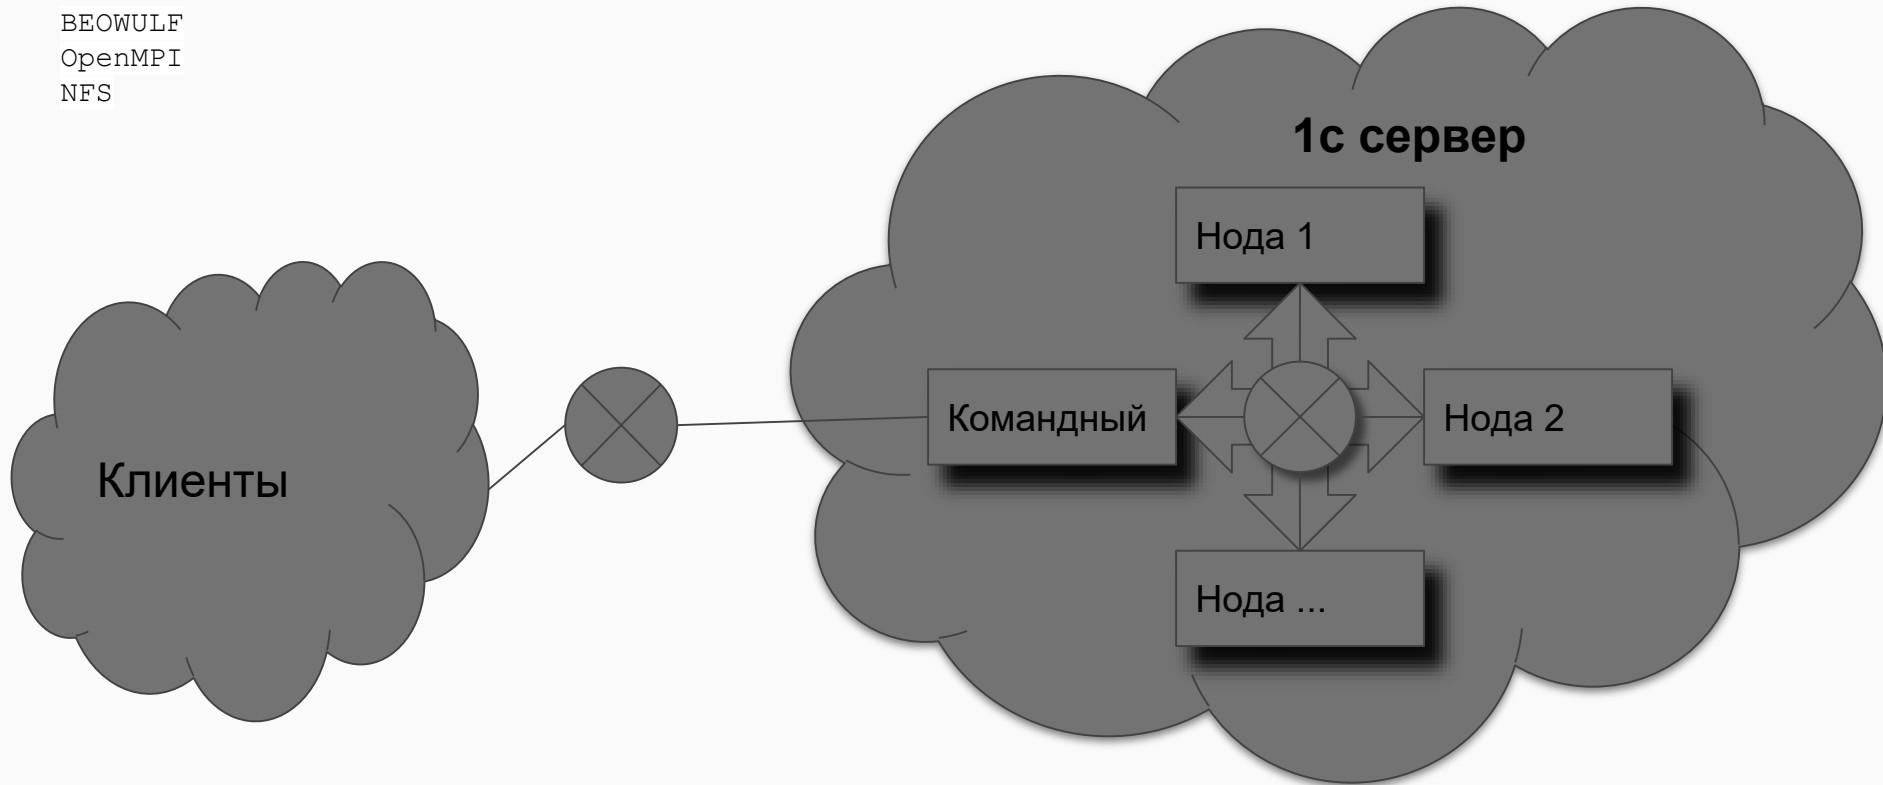 BEOWULF
OpenMPI
NFS
1с сервер
Нода 1
Командный
Нода 2
Клиенты
Нода ...